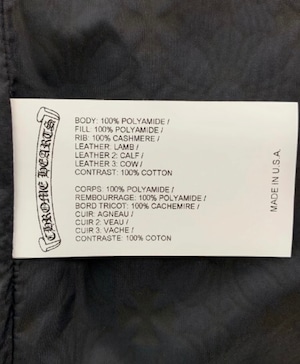 CHROME HEARTS
BODY: 100% POLYAMIDE /
FILL: 100% POLYAMIDE /
RIB: 100% CASHMERE /
LEATHER: LAMB /
LEATHER 2: CALF /
LEATHER 3: COW /
CONTRAST: 100% COTTON
CORPS: 100% POLYAMIDE /
REMBOURRAGE: 100% POLYAMIDE /
BORD TRICOT: 100% CACHEMIRE /
CUIR: AGNEAU /
CUIR 2: VEAU /
CUIR 3: VACHE /
CONTRASTE: 100% COTON
MADE IN U.S.A.